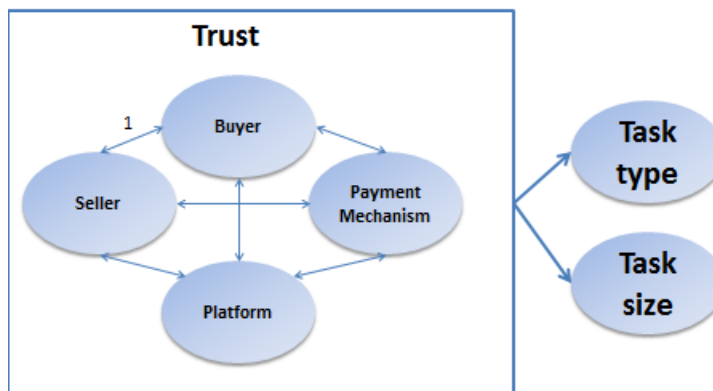 Trust
1
Buyer
Seller
Payment
Mechanism
Platform
Task
type
Task
size